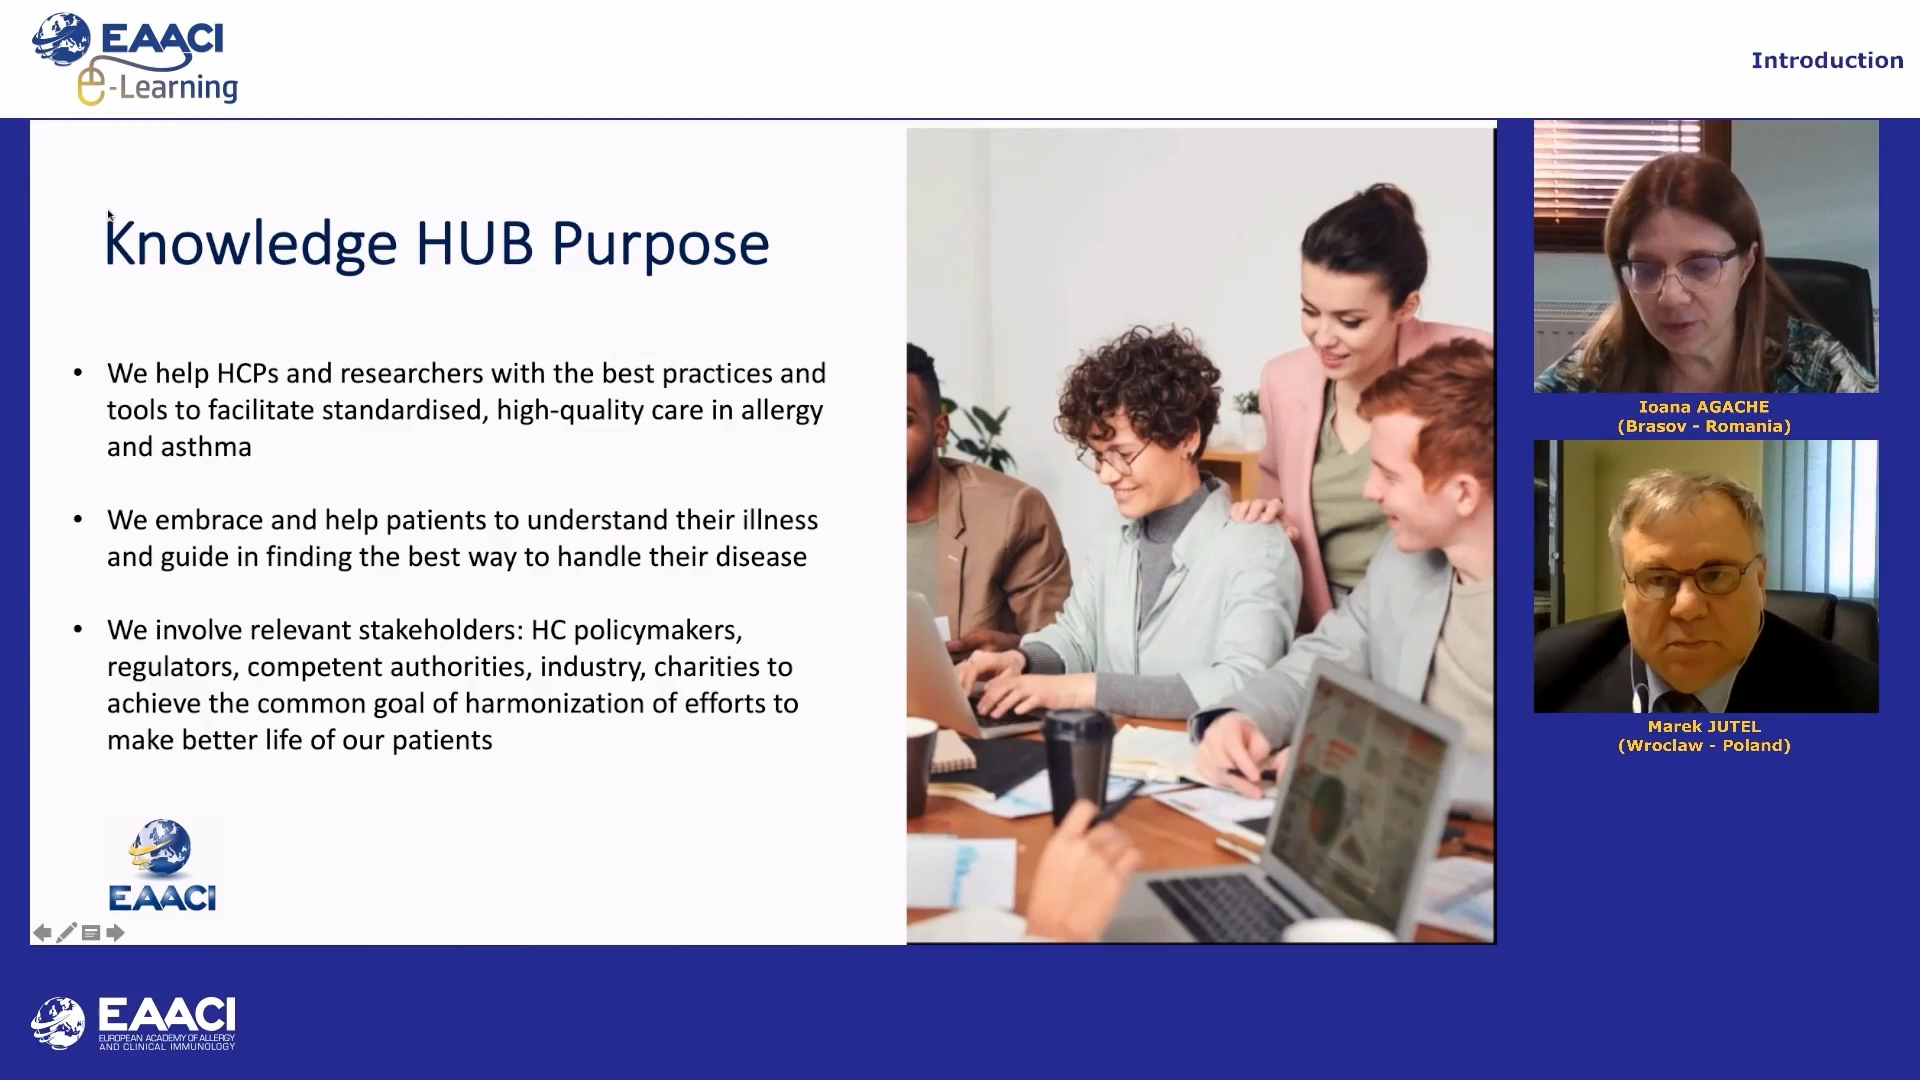 EAACI
e-Learning
Introduction
Knowledge HUB Purpose
• We help HCPs and researchers with the best practices and
tools to facilitate standardised, high-quality care in allergy
and asthma
• We embrace and help patients to understand their illness
and guide in finding the best way to handle their disease
• We involve relevant stakeholders: HC policymakers,
regulators, competent authorities, industry, charities to
achieve the common goal of harmonization of efforts to
make better life of our patients
EAACI
Ioana AGACHE
(Brasov - Romania)
Marek JUTEL
(Wroclaw - Poland)
EAACI
EUROPEAN ACADEMY OF ALLERGY
AND CLINICAL IMMUNOLOGY